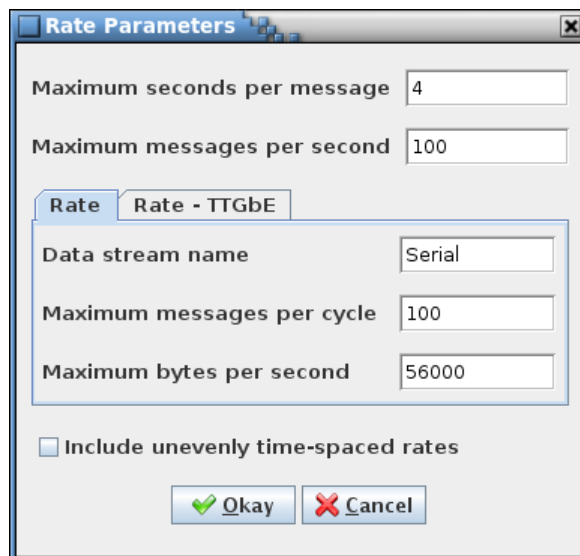 Rate Parameters
Maximum seconds per message 4
Maximum messages per second 100
Rate Rate - TTGbE
Data stream name Serial
Maximum messages per cycle 100
Maximum bytes per second 56000
Include unevenly time-spaced rates
Okay Cancel